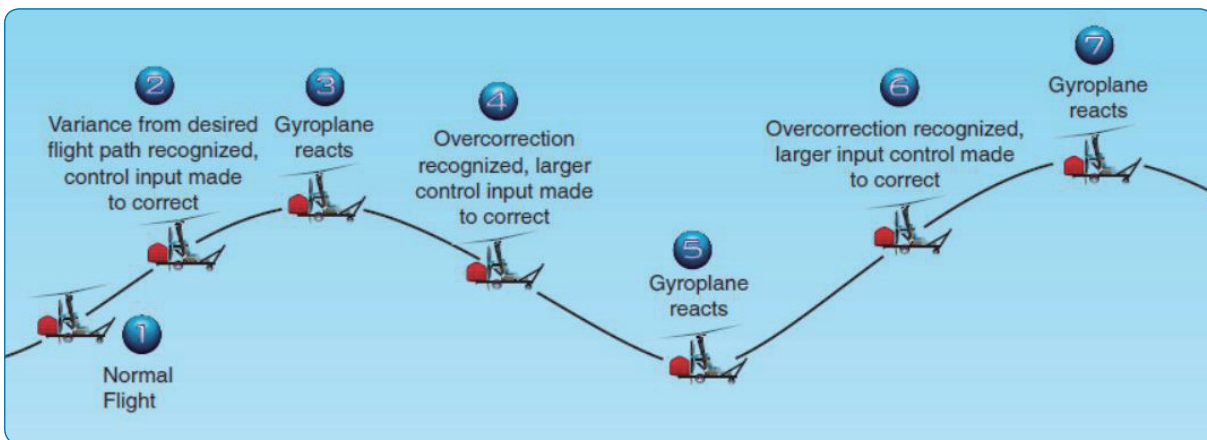 1
Normal
Flight
2
Variance from desired
flight path recognized,
control input made
to correct
3
Gyroplane
reacts
4
Overcorrection
recognized, larger
control input made
to correct
5
Gyroplane
reacts
6
Overcorrection recognized,
larger input control made
to correct
7
Gyroplane
reacts